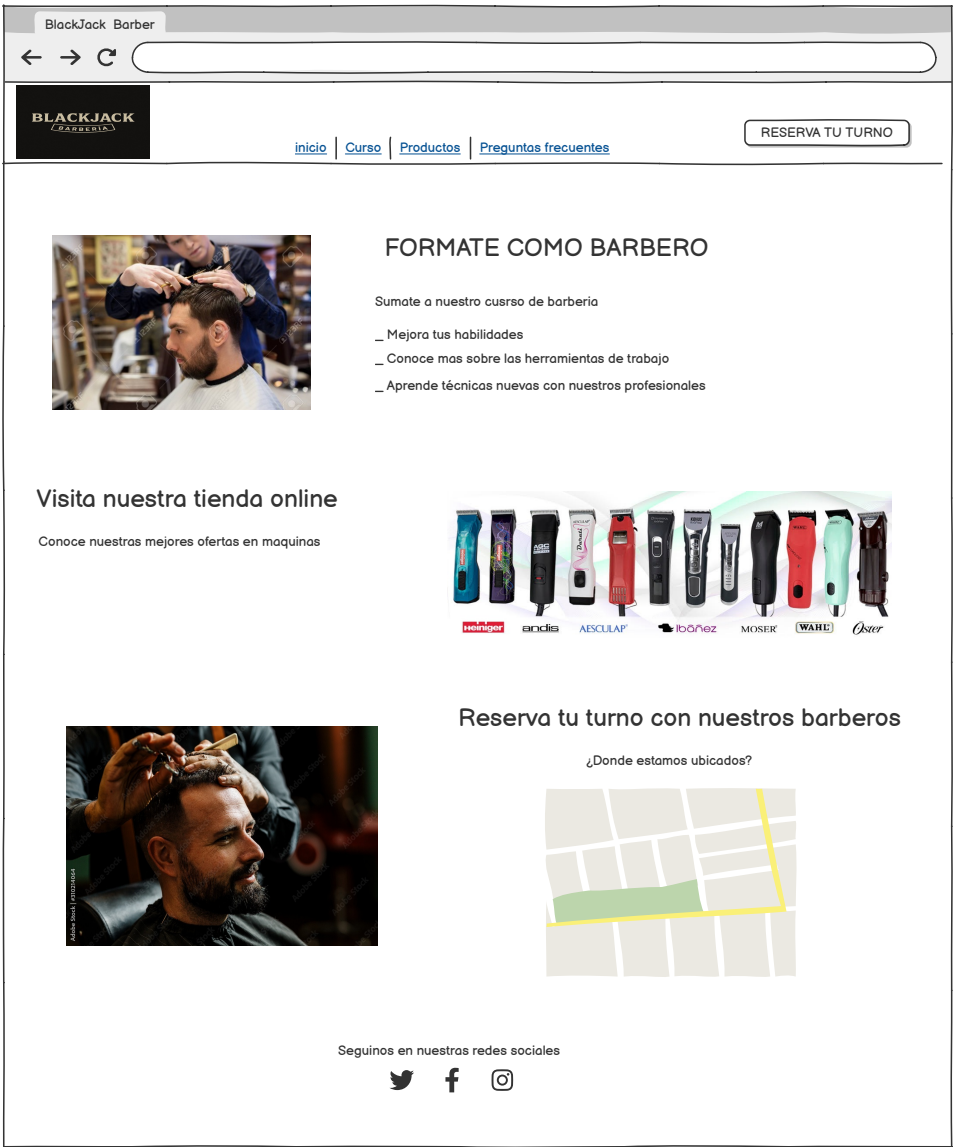 BlackJack Barber
BLACKJACK
BARBERIA
inicio Curso Productos Preguntas frecuentes
RESERVA TU TURNO
FORMATE COMO BARBERO
Sumate a nuestro cusrso de barberia
_ Mejora tus habilidades
_ Conoce mas sobre las herramientas de trabajo
_ Aprende técnicas nuevas con nuestros profesionales
Visita nuestra tienda online
Conoce nuestras mejores ofertas en maquinas
Heiniger andis AESCULAP Ibáñez MOSER WAHL Oster
Reserva tu turno con nuestros barberos
¿Donde estamos ubicados?
Adobe Stock | #310214064
Seguinos en nuestras redes sociales